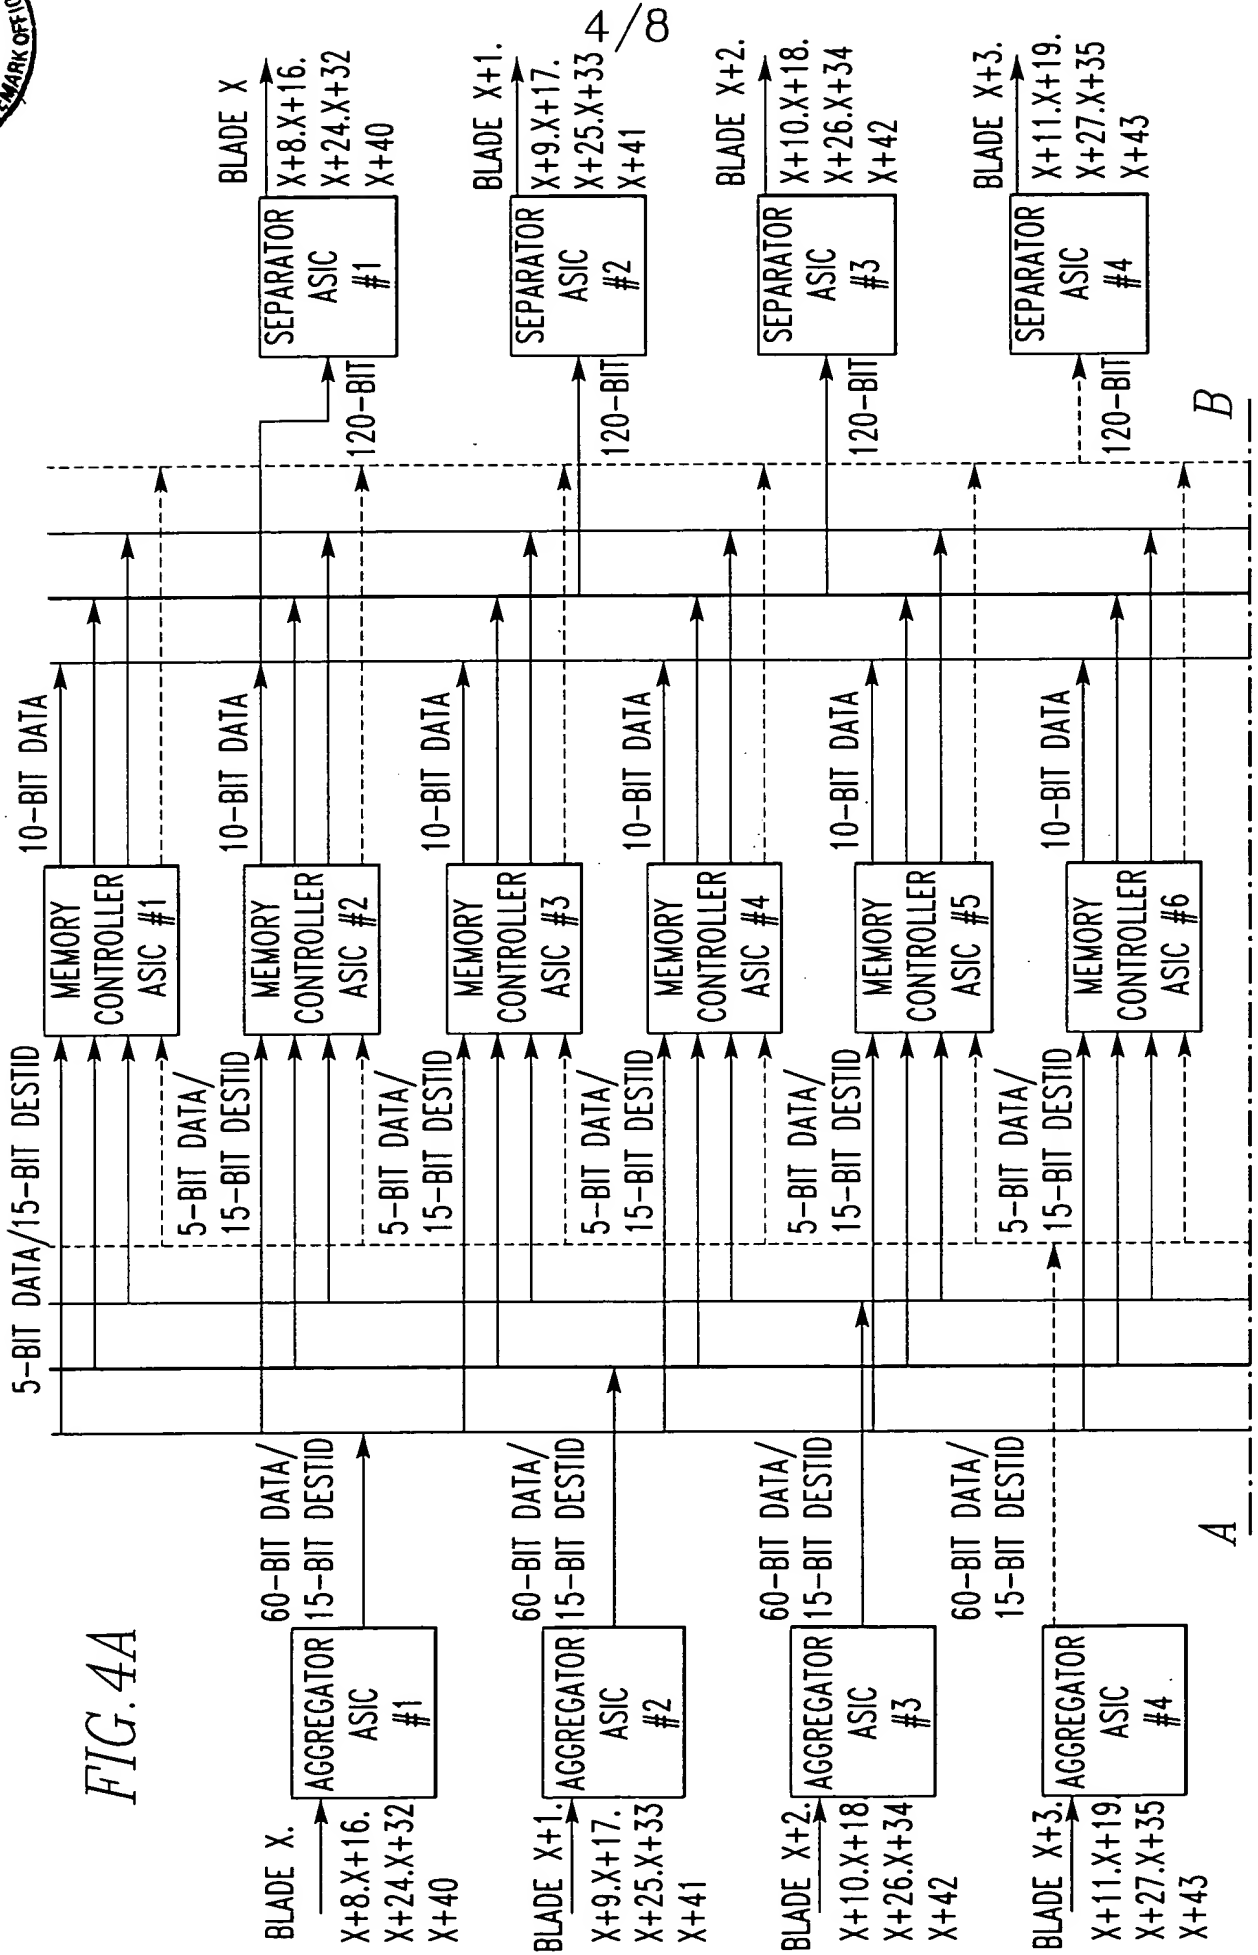 4/8
EMARK OFFIC
FIG. 4A
BLADE X.
X+8.X+16.
X+24.X+32
X+40
AGGREGATOR
ASIC
#1
60-BIT DATA/
15-BIT DESTID
BLADE X+1.
X+9.X+17.
X+25.X+33
X+41
AGGREGATOR
ASIC
#2
60-BIT DATA/
15-BIT DESTID
BLADE X+2.
X+10.X+18.
X+26.X+34
X+42
AGGREGATOR
ASIC
#3
60-BIT DATA/
15-BIT DESTID
BLADE X+3.
X+11.X+19.
X+27.X+35
X+43
AGGREGATOR
ASIC
#4
60-BIT DATA/
15-BIT DESTID
5-BIT DATA/15-BIT DESTID
5-BIT DATA/
15-BIT DESTID
5-BIT DATA/
15-BIT DESTID
5-BIT DATA/
15-BIT DESTID
5-BIT DATA/
15-BIT DESTID
5-BIT DATA/
15-BIT DESTID
MEMORY
CONTROLLER
ASIC #1
10-BIT DATA
MEMORY
CONTROLLER
ASIC #2
10-BIT DATA
MEMORY
CONTROLLER
ASIC #3
10-BIT DATA
MEMORY
CONTROLLER
ASIC #4
10-BIT DATA
MEMORY
CONTROLLER
ASIC #5
10-BIT DATA
MEMORY
CONTROLLER
ASIC #6
10-BIT DATA
120-BIT
SEPARATOR
ASIC
#1
BLADE X
X+8.X+16.
X+24.X+32
X+40
120-BIT
SEPARATOR
ASIC
#2
BLADE X+1.
X+9.X+17.
X+25.X+33
X+41
120-BIT
SEPARATOR
ASIC
#3
BLADE X+2.
X+10.X+18.
X+26.X+34
X+42
120-BIT
SEPARATOR
ASIC
#4
BLADE X+3.
X+11.X+19.
X+27.X+35
X+43
A
B